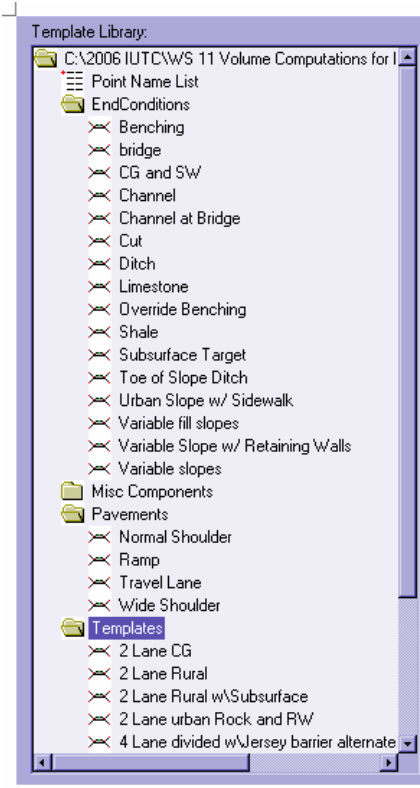 Template Library:
C:\2006 IUTC\WS 11 Volume Computations for I
Point Name List
EndConditions
Benching
bridge
CG and SW
Channel
Channel at Bridge
Cut
Ditch
Limestone
Override Benching
Shale
Subsurface Target
Toe of Slope Ditch
Urban Slope w/ Sidewalk
Variable fill slopes
Variable Slope w/ Retaining Walls
Variable slopes
Misc Components
Pavements
Normal Shoulder
Ramp
Travel Lane
Wide Shoulder
Templates
2 Lane CG
2 Lane Rural
2 Lane Rural w\Subsurface
2 Lane urban Rock and RW
4 Lane divided w\Jersey barrier alternate